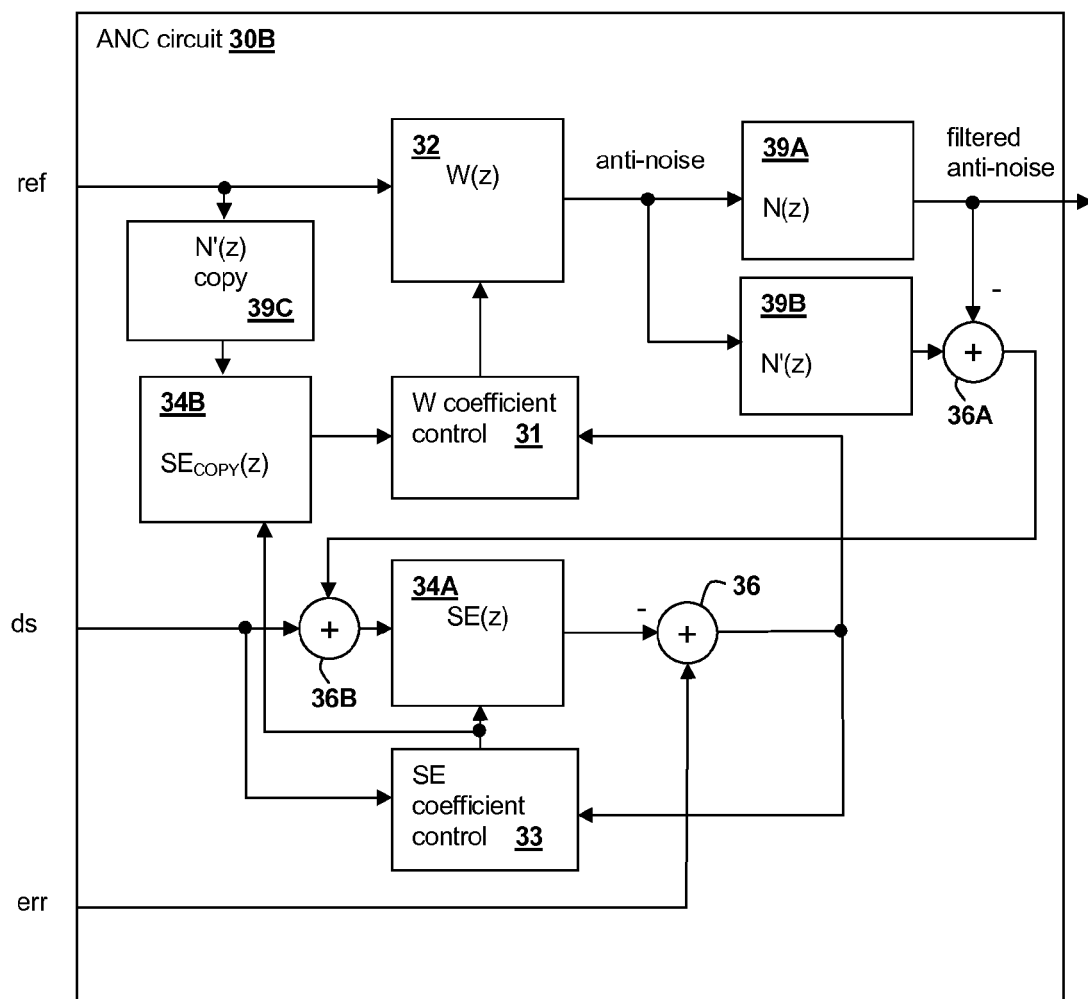 ANC circuit 30B
ref
32
W(z)
anti-noise
39A
N(z)
filtered
anti-noise
N'(z)
copy
39C
-
39B
N'(z)
+
36A
34B
SECOPY(z)
W coefficient
control 31
ds
+
36B
34A
SE(z)
-
+
36
SE
coefficient
control 33
err